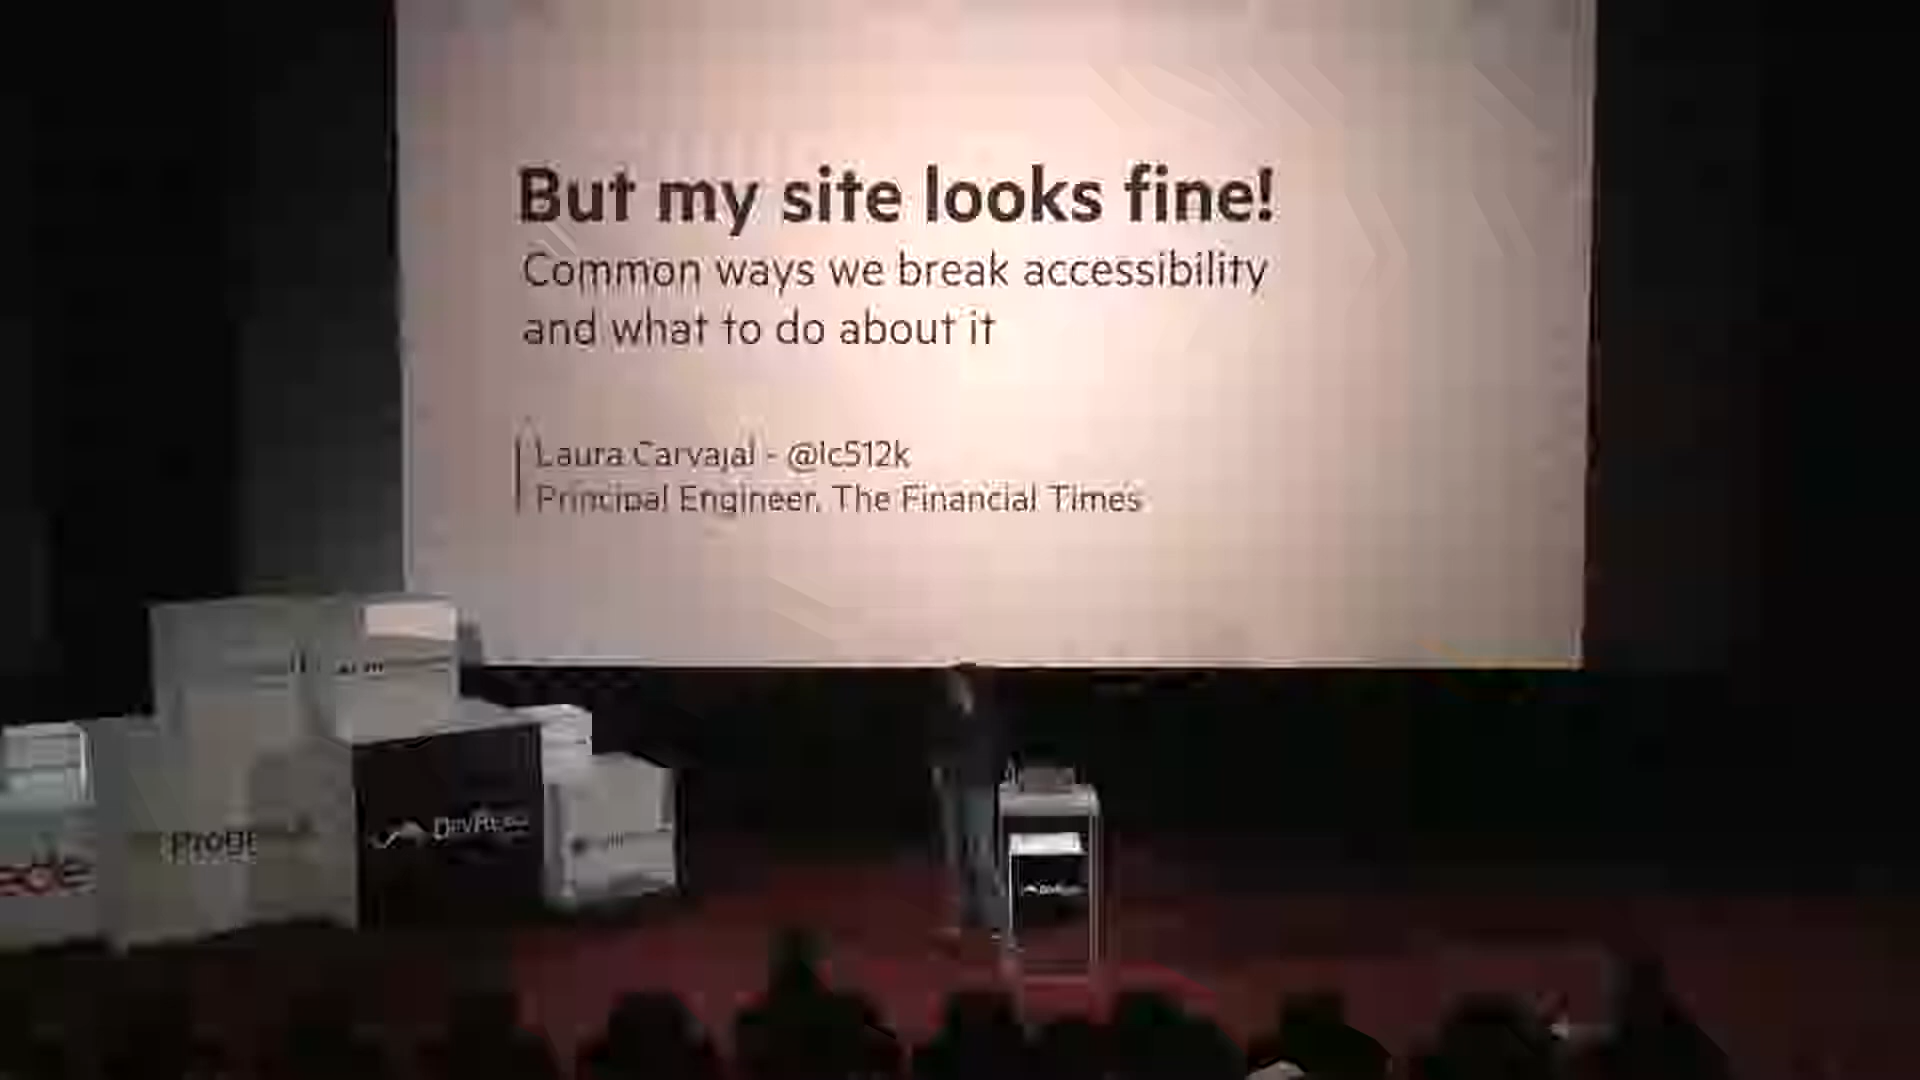 But my site looks fine!
Common ways we break accessibility
and what to do about it
Laura Carvajal - @lc512k
Principal Engineer, The Financial Times